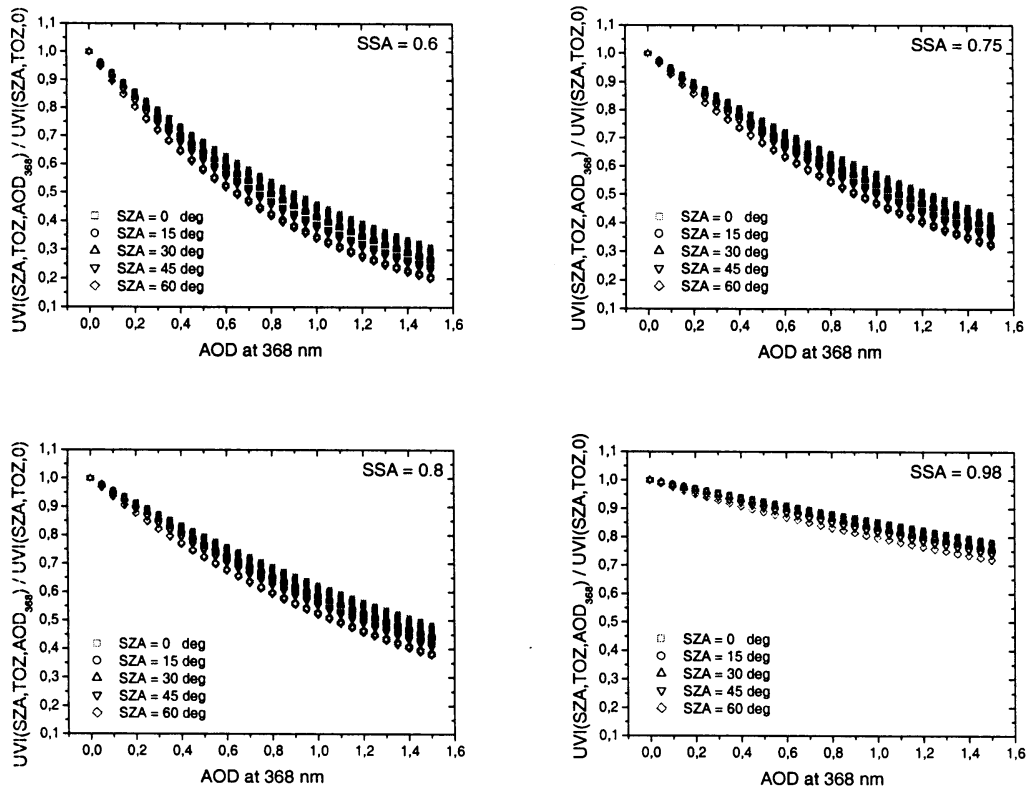 SSA = 0.6
UVI(SZA,TOZ,AOD368) / UVI(SZA,TOZ,0)
1,1
1,0
0,9
0,8
0,7
0,6
0,5
0,4
0,3
0,2
0,1
SZA = 0 deg
SZA = 15 deg
SZA = 30 deg
SZA = 45 deg
SZA = 60 deg
0,0 0,2 0,4 0,6 0,8 1,0 1,2 1,4 1,6
AOD at 368 nm
SSA = 0.75
UVI(SZA,TOZ,AOD368) / UVI(SZA,TOZ,0)
1,1
1,0
0,9
0,8
0,7
0,6
0,5
0,4
0,3
0,2
0,1
SZA = 0 deg
SZA = 15 deg
SZA = 30 deg
SZA = 45 deg
SZA = 60 deg
0,0 0,2 0,4 0,6 0,8 1,0 1,2 1,4 1,6
AOD at 368 nm
SSA = 0.8
UVI(SZA,TOZ,AOD368) / UVI(SZA,TOZ,0)
1,1
1,0
0,9
0,8
0,7
0,6
0,5
0,4
0,3
0,2
0,1
SZA = 0 deg
SZA = 15 deg
SZA = 30 deg
SZA = 45 deg
SZA = 60 deg
0,0 0,2 0,4 0,6 0,8 1,0 1,2 1,4 1,6
AOD at 368 nm
SSA = 0.98
UVI(SZA,TOZ,AOD368) / UVI(SZA,TOZ,0)
1,1
1,0
0,9
0,8
0,7
0,6
0,5
0,4
0,3
0,2
0,1
SZA = 0 deg
SZA = 15 deg
SZA = 30 deg
SZA = 45 deg
SZA = 60 deg
0,0 0,2 0,4 0,6 0,8 1,0 1,2 1,4 1,6
AOD at 368 nm